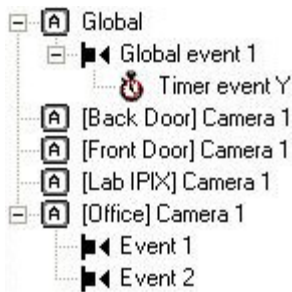 A Global
Global event 1
Timer event Y
A [Back Door] Camera 1
A [Front Door] Camera 1
A [Lab IPIX] Camera 1
A [Office] Camera 1
Event 1
Event 2